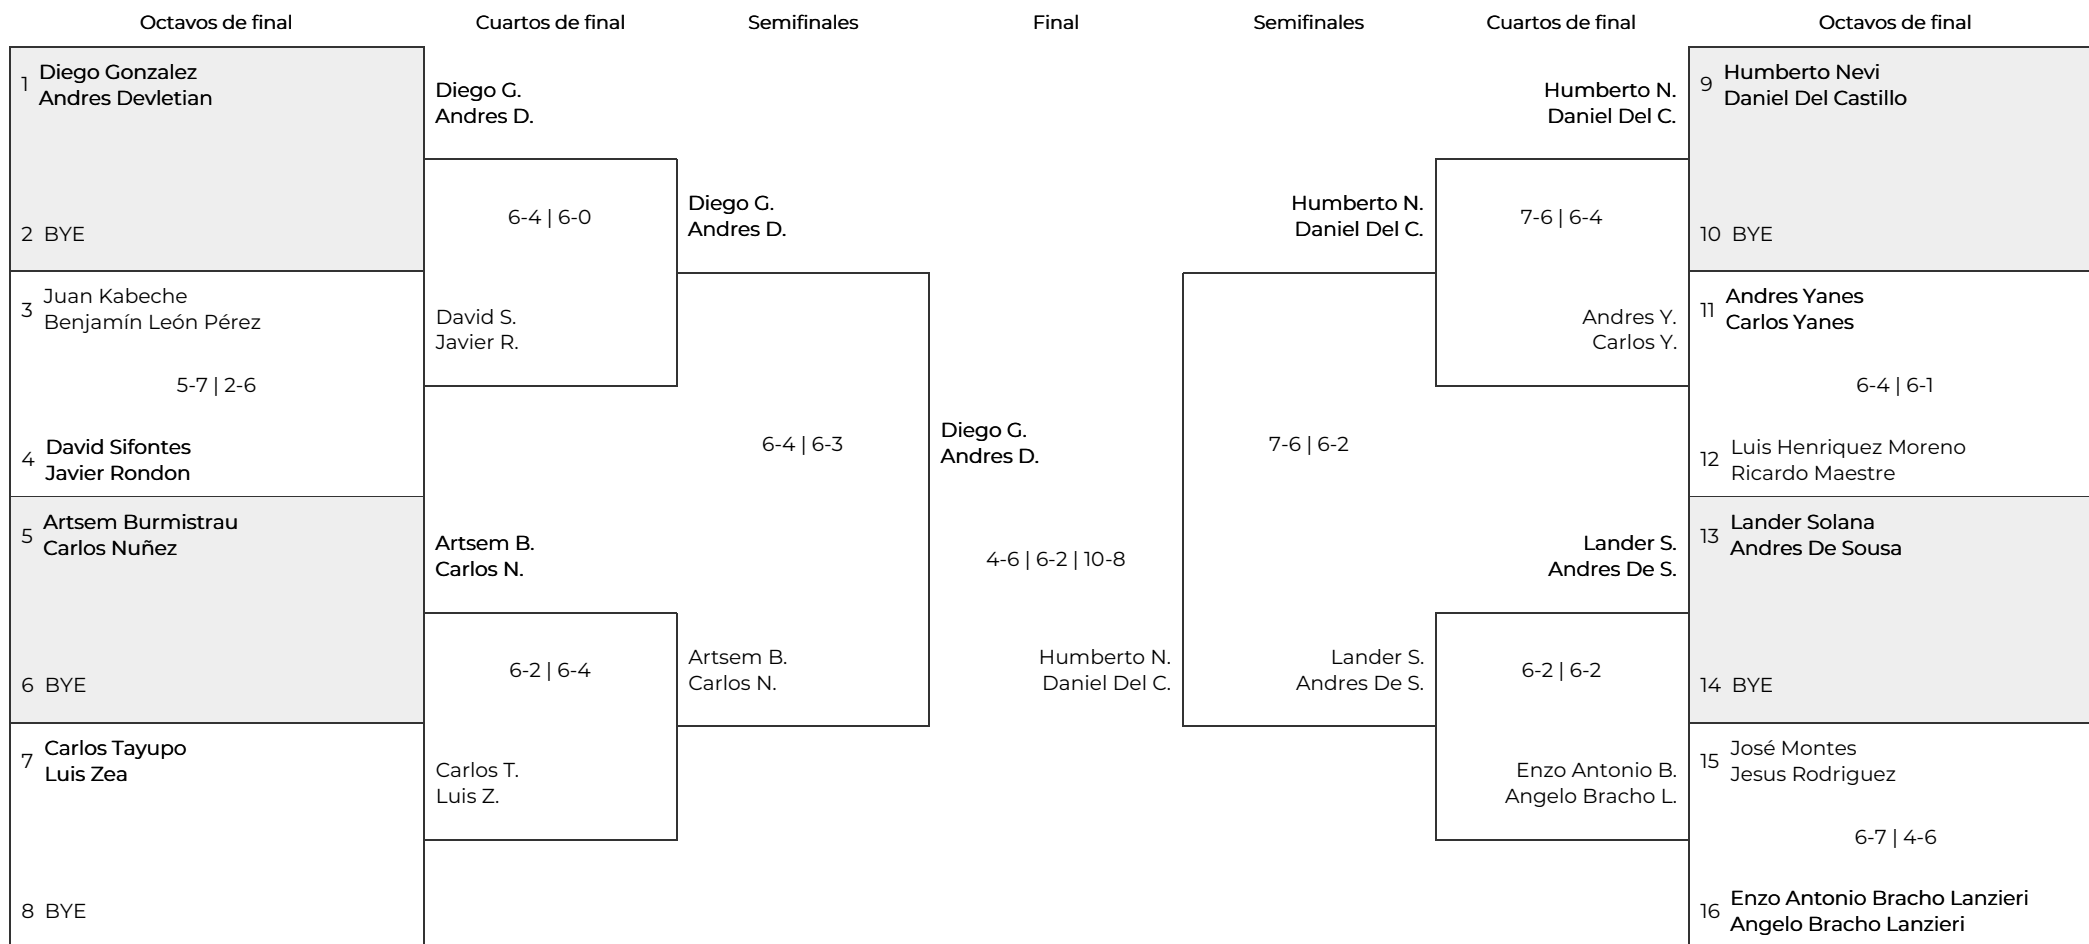 Octavos de final
Cuartos de final
Semifinales
Final
Semifinales
Cuartos de final
Octavos de final
1
Diego Gonzalez
Andres Devletian
2 BYE
3
Juan Kabeche
Benjamín León Pérez
5-7 | 2-6
4
David Sifontes
Javier Rondon
5
Artsem Burmistrau
Carlos Nuñez
6 BYE
7
Carlos Tayupo
Luis Zea
8 BYE
Diego G.
Andres D.
6-4 | 6-0
David S.
Javier R.
Artsem B.
Carlos N.
6-2 | 6-4
Carlos T.
Luis Z.
Diego G.
Andres D.
6-4 | 6-3
Artsem B.
Carlos N.
Diego G.
Andres D.
4-6 | 6-2 | 10-8
Humberto N.
Daniel Del C.
Humberto N.
Daniel Del C.
7-6 | 6-2
Lander S.
Andres De S.
Humberto N.
Daniel Del C.
7-6 | 6-4
Andres Y.
Carlos Y.
Lander S.
Andres De S.
6-2 | 6-2
Enzo Antonio B.
Angelo Bracho L.
9
Humberto Nevi
Daniel Del Castillo
10 BYE
11
Andres Yanes
Carlos Yanes
6-4 | 6-1
12
Luis Henriquez Moreno
Ricardo Maestre
13
Lander Solana
Andres De Sousa
14 BYE
15
José Montes
Jesus Rodriguez
6-7 | 4-6
16
Enzo Antonio Bracho Lanzieri
Angelo Bracho Lanzieri